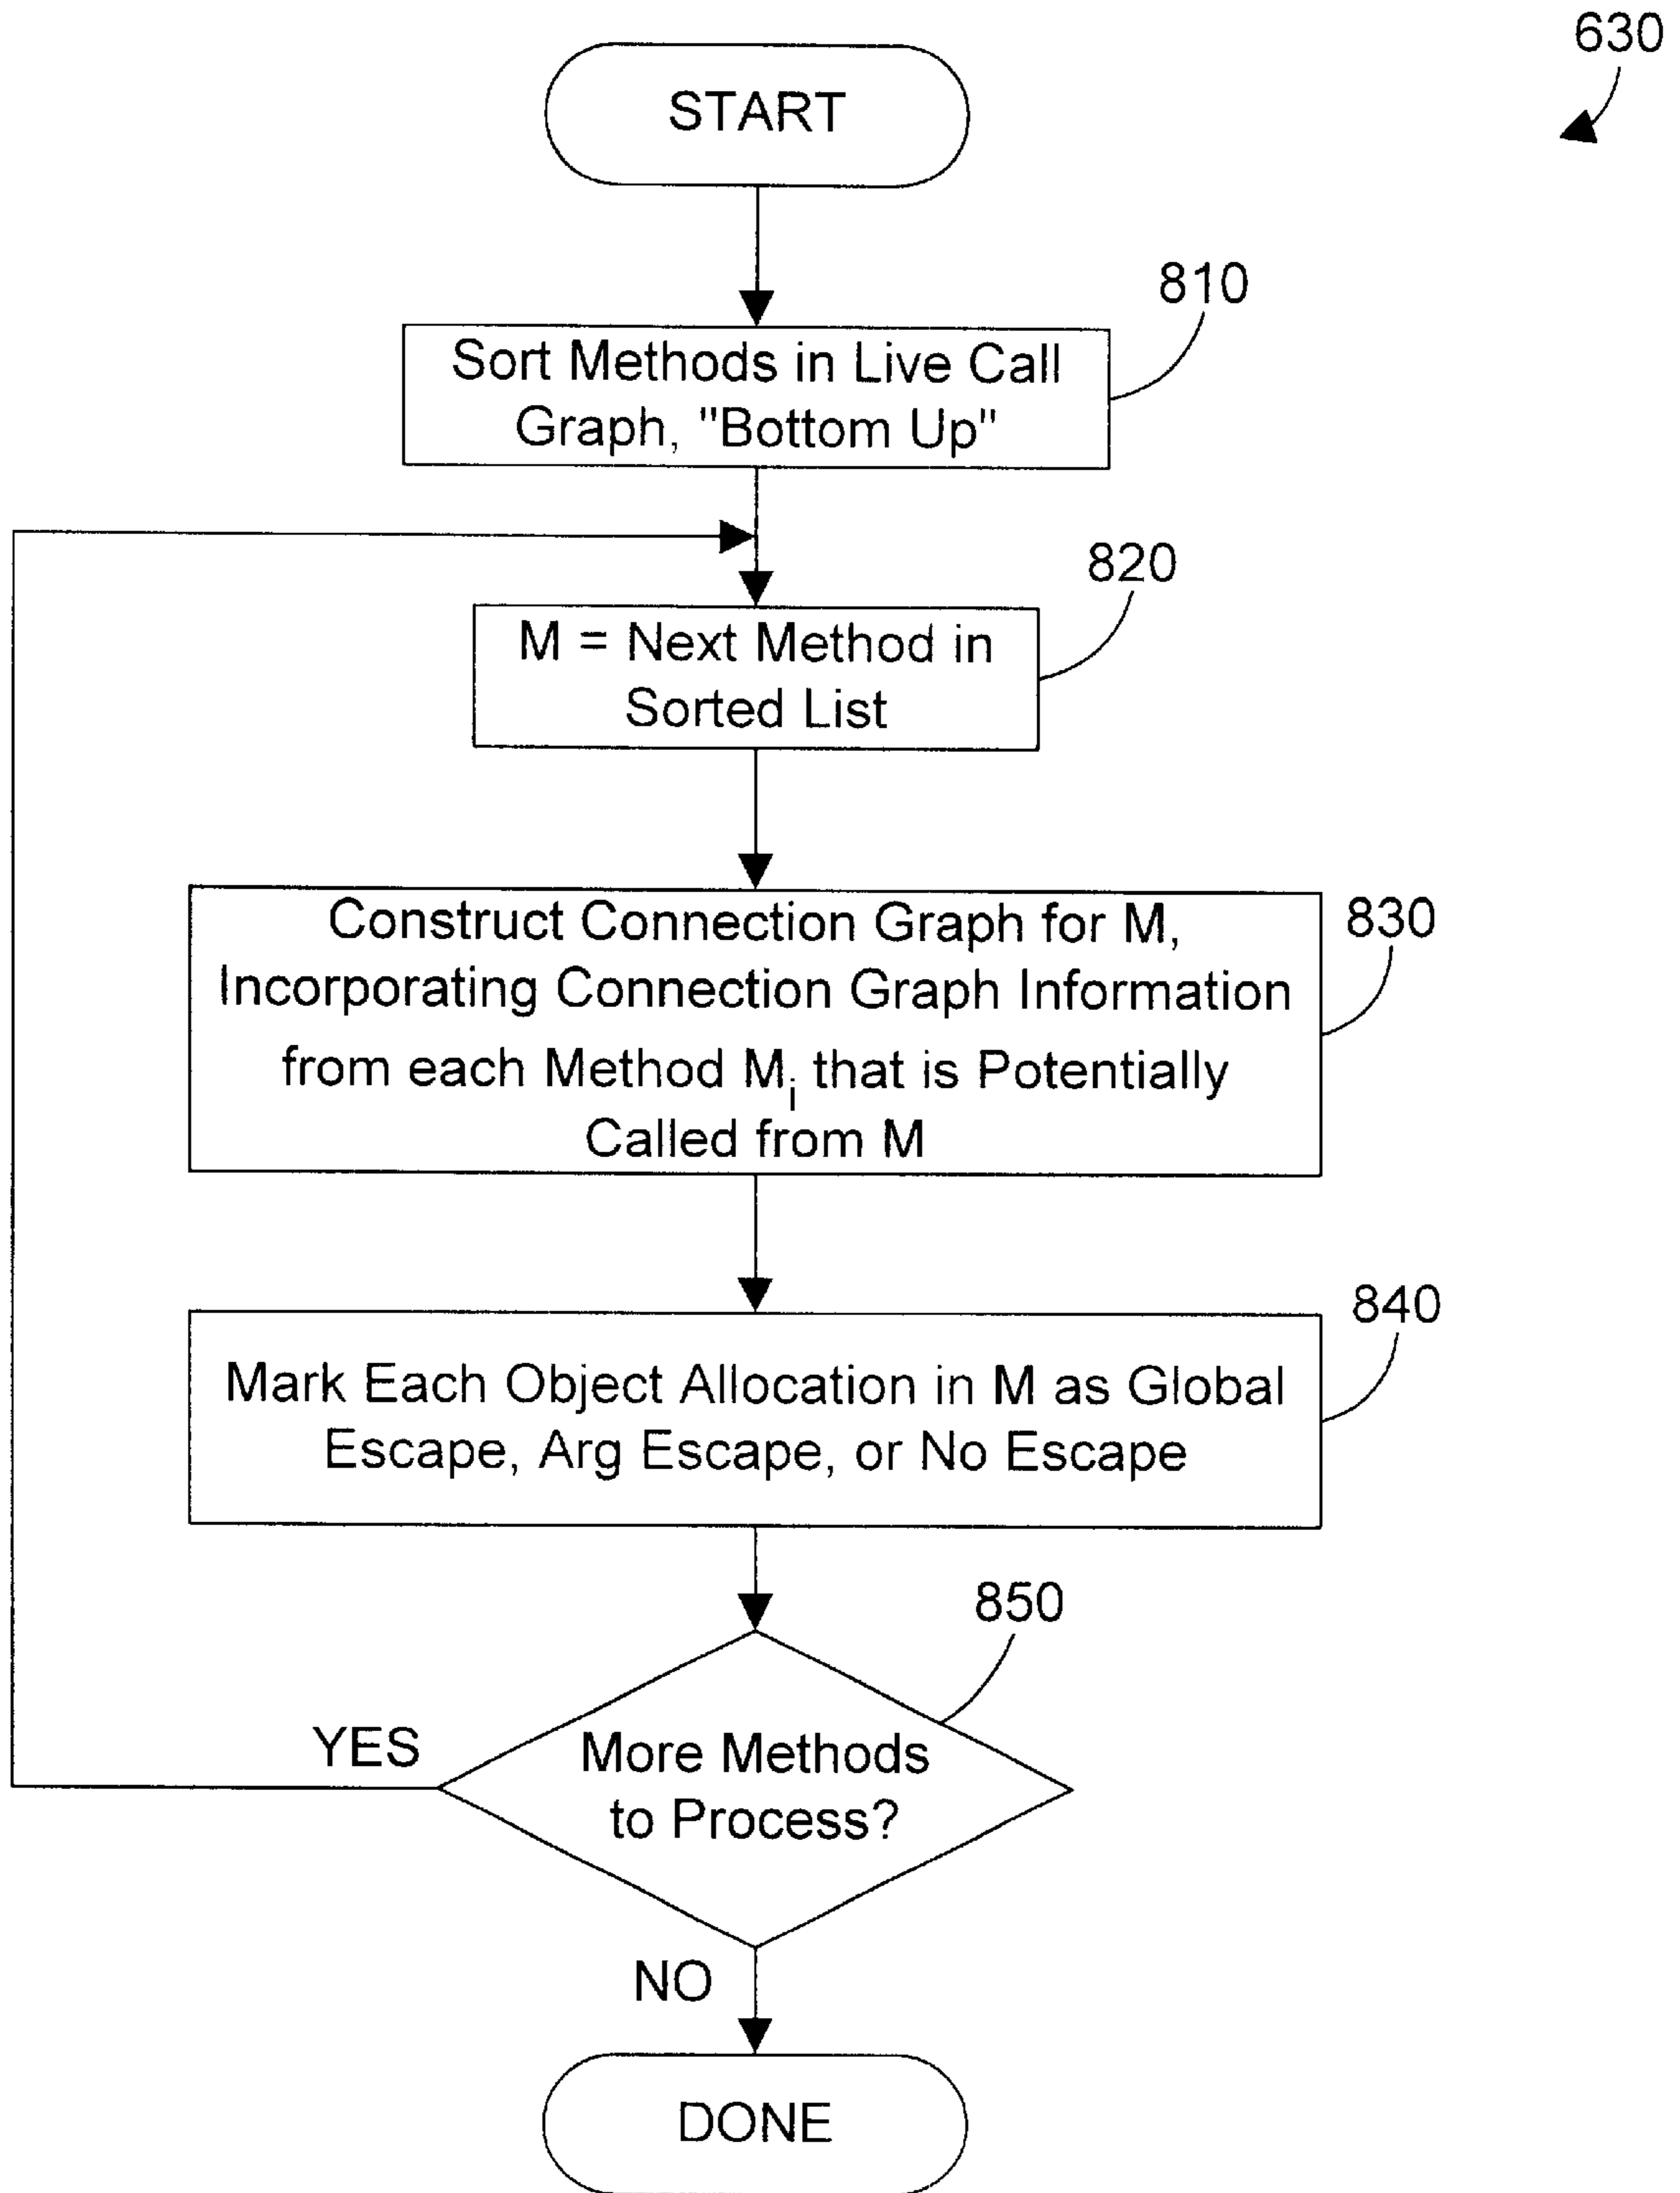 630
START
810
Sort Methods in Live Call
Graph, "Bottom Up"
820
M = Next Method in
Sorted List
830
Construct Connection Graph for M,
Incorporating Connection Graph Information
from each Method Mi that is Potentially
Called from M
840
Mark Each Object Allocation in M as Global
Escape, Arg Escape, or No Escape
850
YES
More Methods
to Process?
NO
DONE